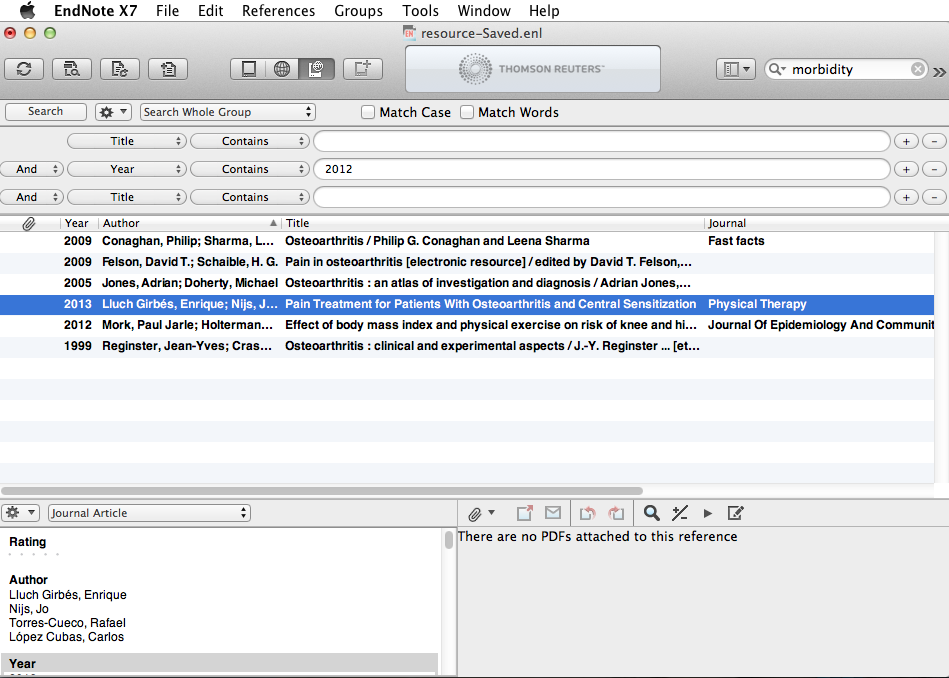 EndNote X7 File Edit References Groups Tools Window Help
resource-Saved.enl
THOMSON REUTERS™ morbidity
Search Search Whole Group Match Case Match Words
Title Contains
And Year Contains 2012
And Title Contains
Year Author Title Journal
2009 Conaghan, Philip; Sharma, L... Osteoarthritis / Philip G. Conaghan and Leena Sharma Fast facts
2009 Felson, David T.; Schaible, H. G. Pain in osteoarthritis [electronic resource] / edited by David T. Felson,...
2005 Jones, Adrian; Doherty, Michael Osteoarthritis : an atlas of investigation and diagnosis / Adrian Jones,...
2013 Lluch Girbés, Enrique; Nijs, J... Pain Treatment for Patients With Osteoarthritis and Central Sensitization Physical Therapy
2012 Mork, Paul Jarle; Holterman... Effect of body mass index and physical exercise on risk of knee and hi... Journal Of Epidemiology And Communit
1999 Reginster, Jean-Yves; Cras... Osteoarthritis : clinical and experimental aspects / J.-Y. Reginster ... [et...
Journal Article
There are no PDFs attached to this reference
Rating
Author
Lluch Girbés, Enrique
Nijs, Jo
Torres-Cueco, Rafael
López Cubas, Carlos
Year